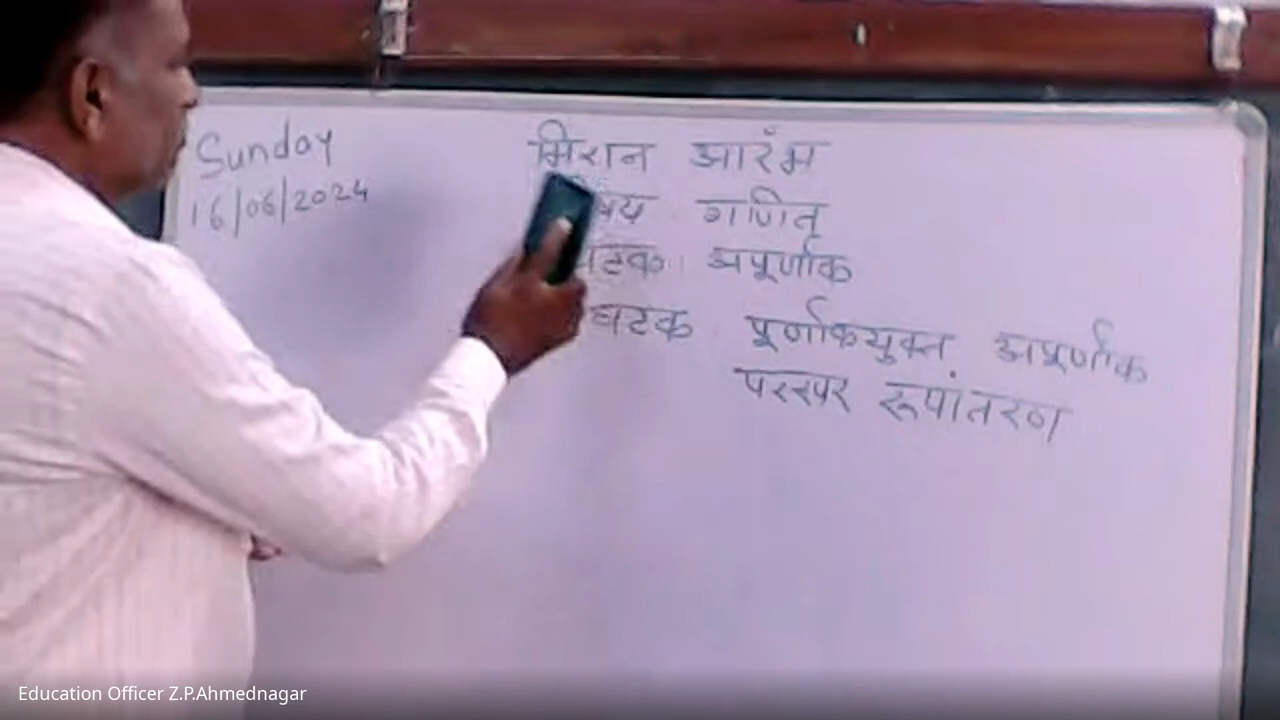 Sunday
16/06/2024
मिशन आरंभ
गणित
अपूर्णांक
घटक पूर्णांकयुक्त अपूर्णांक
परस्पर रूपांतरण
Education Officer Z.P.Ahmednagar